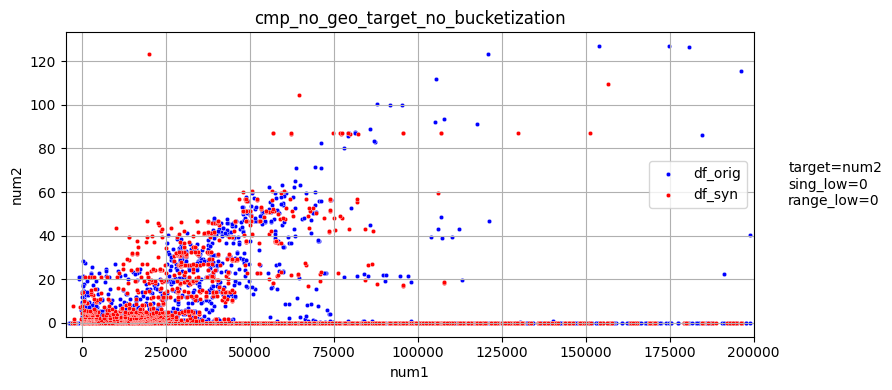 cmp_no_geo_target_no_bucketization
num2
120
100
80
60
40
20
0
df_orig
df_syn
target=num2
sing_low=0
range_low=0
0
25000
50000
75000
100000
125000
150000
175000
200000
num1